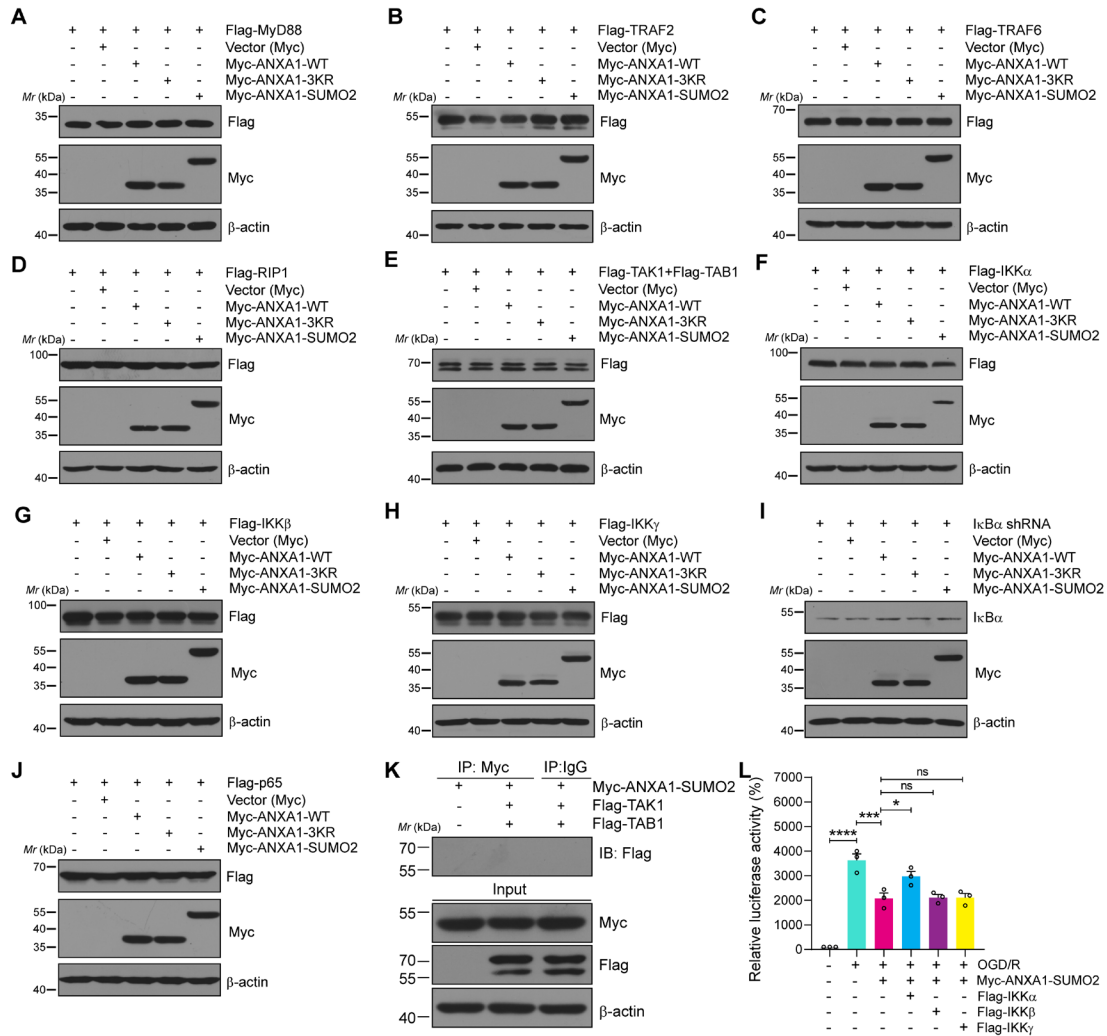 A
+ + + + + Flag-MyD88
- + - - - Vector (Myc)
- - + - - Myc-ANXA1-WT
- - - + - Myc-ANXA1-3KR
- - - - + Myc-ANXA1-SUMO2
Mr (kDa)
35 Flag
55
40
35
Myc
40
β-actin
B
+ + + + + Flag-TRAF2
- + - - - Vector (Myc)
- - + - - Myc-ANXA1-WT
- - - + - Myc-ANXA1-3KR
- - - - + Myc-ANXA1-SUMO2
Mr (kDa)
55 Flag
55
40
35
Myc
40
β-actin
C
+ + + + + Flag-TRAF6
- + - - - Vector (Myc)
- - + - - Myc-ANXA1-WT
- - - + - Myc-ANXA1-3KR
- - - - + Myc-ANXA1-SUMO2
Mr (kDa)
70
Flag
55
40
35
Myc
40
β-actin
D
+ + + + + Flag-RIP1
- + - - - Vector (Myc)
- - + - - Myc-ANXA1-WT
- - - + - Myc-ANXA1-3KR
- - - - + Myc-ANXA1-SUMO2
Mr (kDa)
100
Flag
55
40
35
Myc
40
β-actin
E
+ + + + + Flag-TAK1+Flag-TAB1
- + - - - Vector (Myc)
- - + - - Myc-ANXA1-WT
- - - + - Myc-ANXA1-3KR
- - - - + Myc-ANXA1-SUMO2
Mr (kDa)
70 Flag
55
40
35
Myc
40
β-actin
F
+ + + + + Flag-IKKα
- + - - - Vector (Myc)
- - + - - Myc-ANXA1-WT
- - - + - Myc-ANXA1-3KR
- - - - + Myc-ANXA1-SUMO2
Mr (kDa)
100
Flag
55
40
35
Myc
40
β-actin
G
+ + + + + Flag-IKKβ
- + - - - Vector (Myc)
- - + - - Myc-ANXA1-WT
- - - + - Myc-ANXA1-3KR
- - - - + Myc-ANXA1-SUMO2
Mr (kDa)
100
Flag
55
40
35
Myc
40
β-actin
H
+ + + + + Flag-IKKγ
- + - - - Vector (Myc)
- - + - - Myc-ANXA1-WT
- - - + - Myc-ANXA1-3KR
- - - - + Myc-ANXA1-SUMO2
Mr (kDa)
55
Flag
55
40
35
Myc
40
β-actin
I
+ + + + + IκBα shRNA
- + - - - Vector (Myc)
- - + - - Myc-ANXA1-WT
- - - + - Myc-ANXA1-3KR
- - - - + Myc-ANXA1-SUMO2
Mr (kDa)
55 IκBα
55
40
35
Myc
40
β-actin
J
+ + + + + Flag-p65
- + - - - Vector (Myc)
- - + - - Myc-ANXA1-WT
- - - + - Myc-ANXA1-3KR
- - - - + Myc-ANXA1-SUMO2
Mr (kDa)
70
Flag
55
40
35
Myc
40
β-actin
K
IP: Myc IP:IgG
+ + + Myc-ANXA1-SUMO2
- + + Flag-TAK1
- + + Flag-TAB1
Mr (kDa)
70
55
IB: Flag
Input
55 Myc
70
55
Flag
40
β-actin
L
Relative luciferase activity (%)
7000
6000
5000
4000
3000
2000
1000
0
ns
ns
*
***
****
- + + + + + OGD/R
- - + + + + Myc-ANXA1-SUMO2
- - - + - - Flag-IKKα
- - - - + - Flag-IKKβ
- - - - - + Flag-IKKγ